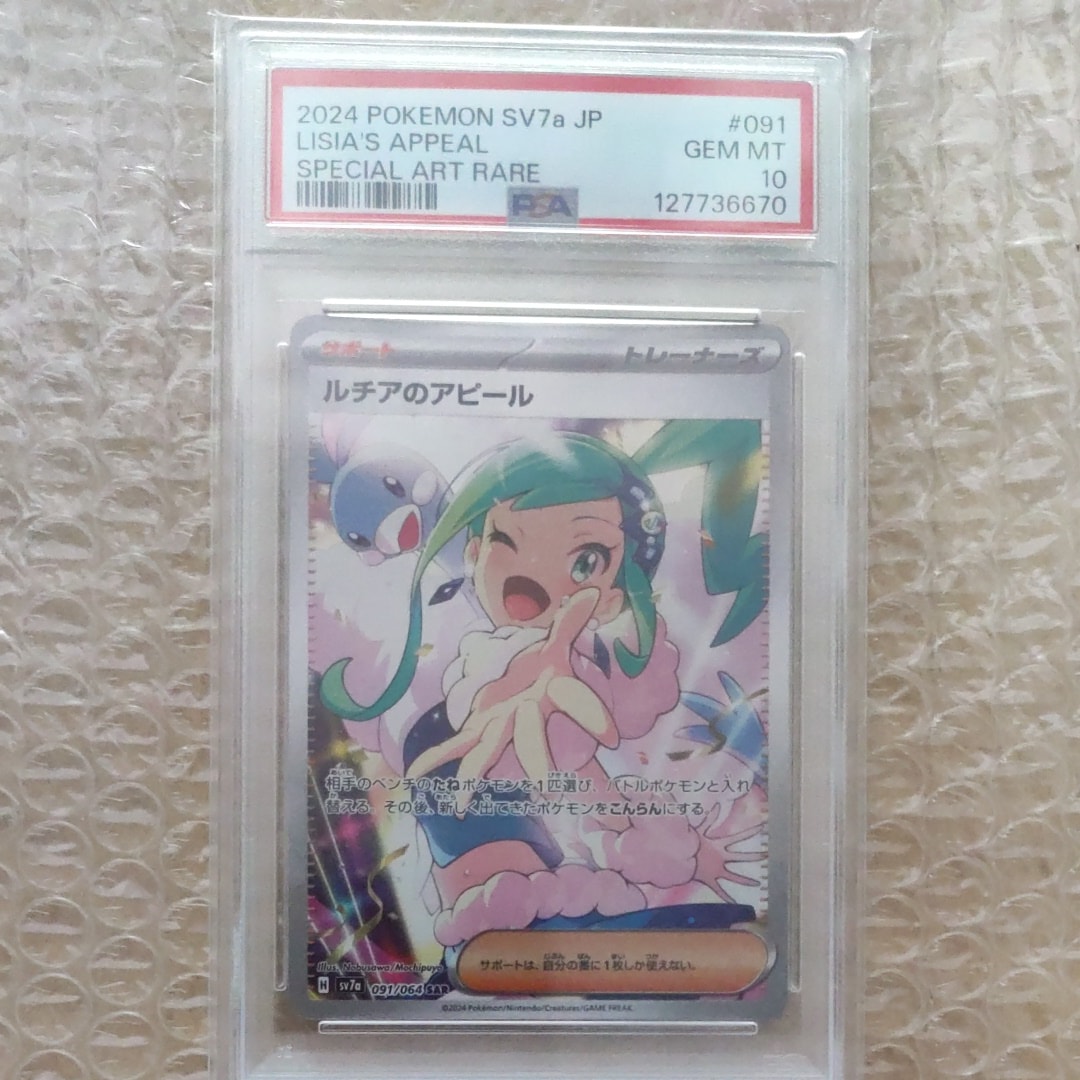 2024 POKEMON SV7a JP #091
LISIA'S APPEAL GEM MT
SPECIAL ART RARE 10
PSA 127736670
サポート トレーナーズ
ルチアのアピール
相手のベンチのたねポケモンを1匹選び、バトルポケモンと入れ
替える。その後、新しく出てきたポケモンをこんらんにする。
サポートは、自分の番に1枚しか使えない。
Illus. Nobusawa/Mochipuyo
H SV7a 091/064 SAR
©2024 Pokémon/Nintendo/Creatures/GAME FREAK.